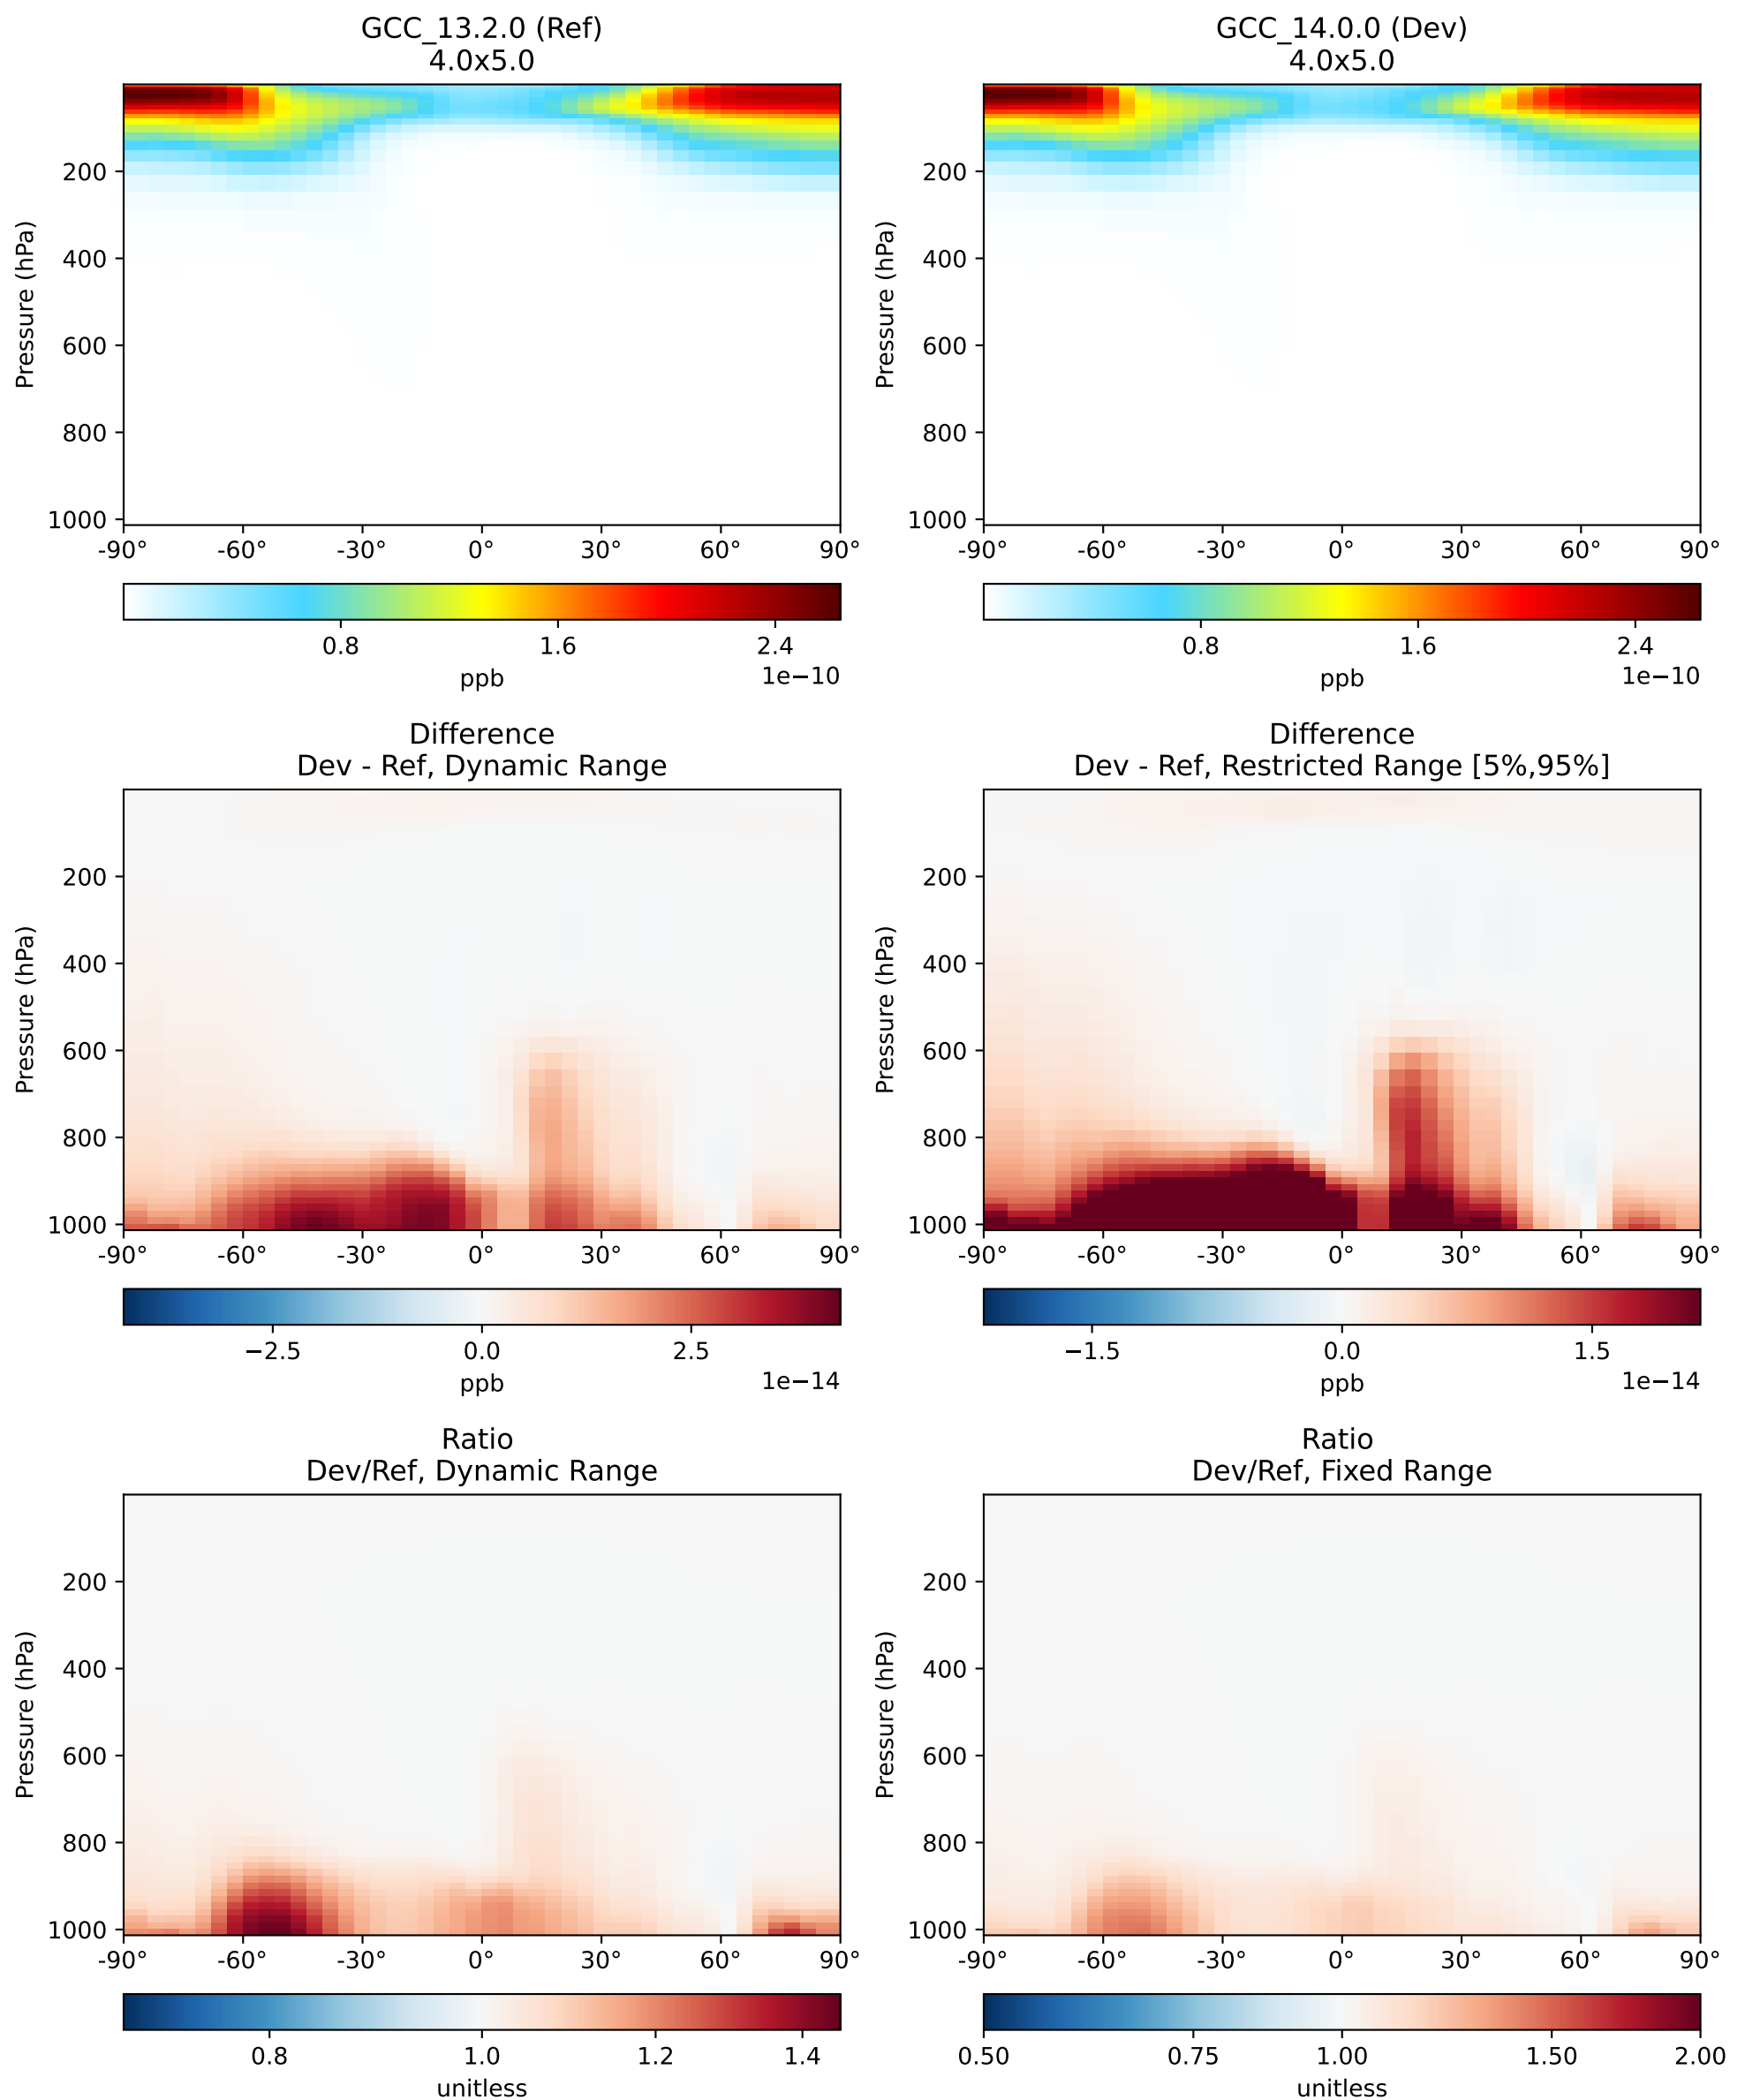 GCC_13.2.0 (Ref)
4.0x5.0
GCC_14.0.0 (Dev)
4.0x5.0
Pressure (hPa)
200
400
600
800
1000
-90° -60° -30° 0° 30° 60° 90°
Pressure (hPa)
200
400
600
800
1000
-90° -60° -30° 0° 30° 60° 90°
0.8 1.6 2.4
ppb
1e−10
0.8 1.6 2.4
ppb
1e−10
Difference
Dev - Ref, Dynamic Range
Difference
Dev - Ref, Restricted Range [5%,95%]
Pressure (hPa)
200
400
600
800
1000
-90° -60° -30° 0° 30° 60° 90°
Pressure (hPa)
200
400
600
800
1000
-90° -60° -30° 0° 30° 60° 90°
−2.5 0.0 2.5
ppb
1e−14
−1.5 0.0 1.5
ppb
1e−14
Ratio
Dev/Ref, Dynamic Range
Ratio
Dev/Ref, Fixed Range
Pressure (hPa)
200
400
600
800
1000
-90° -60° -30° 0° 30° 60° 90°
Pressure (hPa)
200
400
600
800
1000
-90° -60° -30° 0° 30° 60° 90°
0.8 1.0 1.2 1.4
unitless
0.50 0.75 1.00 1.50 2.00
unitless